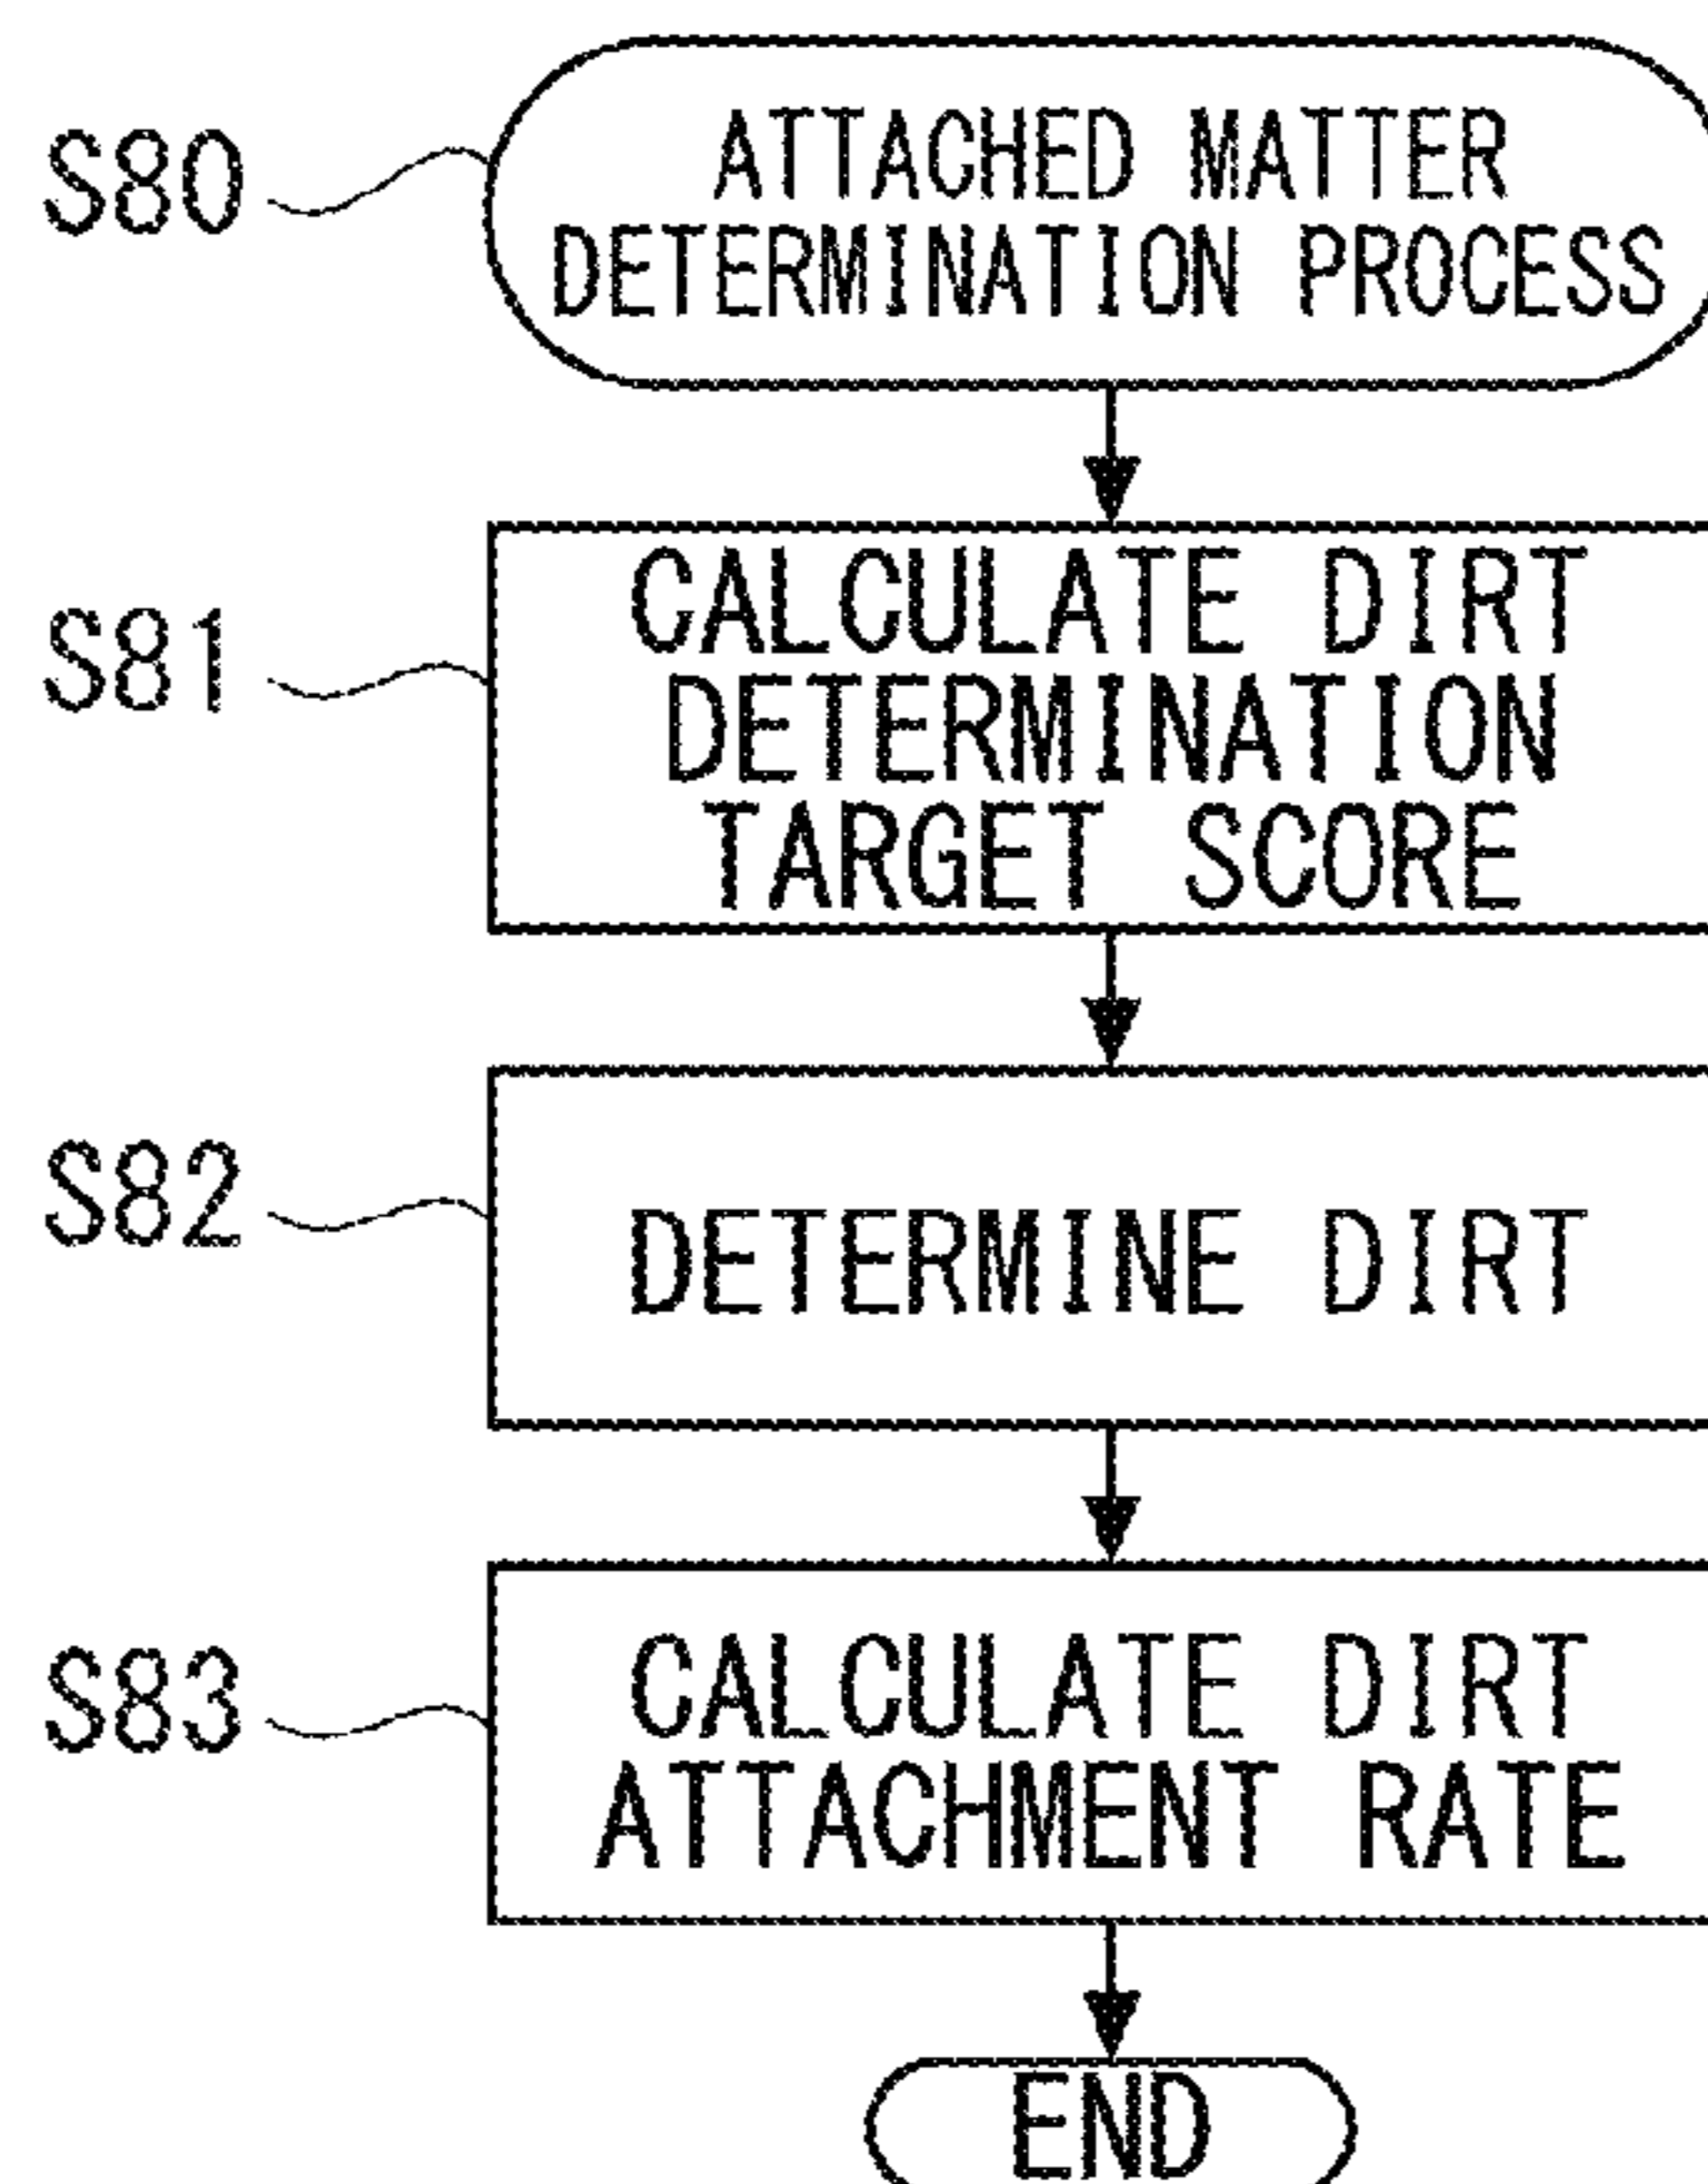 S80
ATTACHED MATTER
DETERMINATION PROCESS
S81
CALCULATE DIRT
DETERMINATION
TARGET SCORE
S82
DETERMINE DIRT
S83
CALCULATE DIRT
ATTACHMENT RATE
END